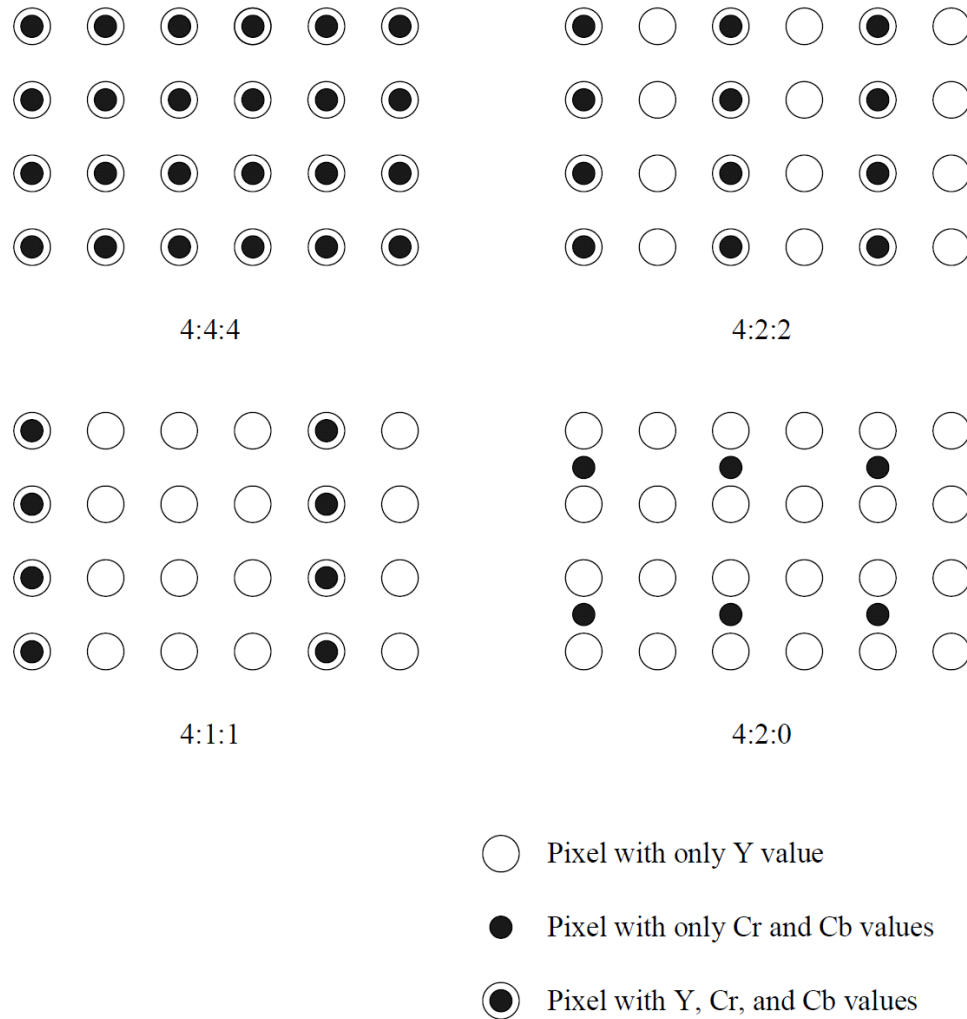 4:4:4
4:2:2
4:1:1
4:2:0
Pixel with only Y value
Pixel with only Cr and Cb values
Pixel with Y, Cr, and Cb values